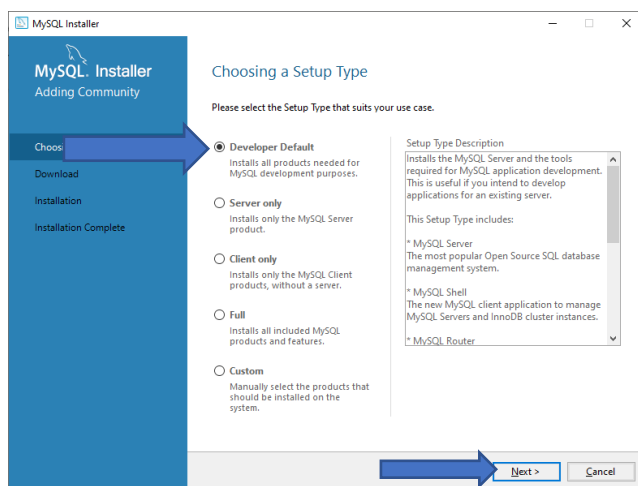 MySQL Installer
MySQL. Installer
Adding Community
Choos
Download
Installation
Installation Complete
Choosing a Setup Type
Please select the Setup Type that suits your use case.
Developer Default
Installs all products needed for
MySQL development purposes.
Server only
Installs only the MySQL Server
product.
Client only
Installs only the MySQL Client
products, without a server.
Full
Installs all included MySQL
products and features.
Custom
Manually select the products that
should be installed on the
system.
Setup Type Description
Installs the MySQL Server and the tools
required for MySQL application development.
This is useful if you intend to develop
applications for an existing server.
This Setup Type includes:
* MySQL Server
The most popular Open Source SQL database
management system.
* MySQL Shell
The new MySQL client application to manage
MySQL Servers and InnoDB cluster instances.
* MySQL Router
Next >
Cancel